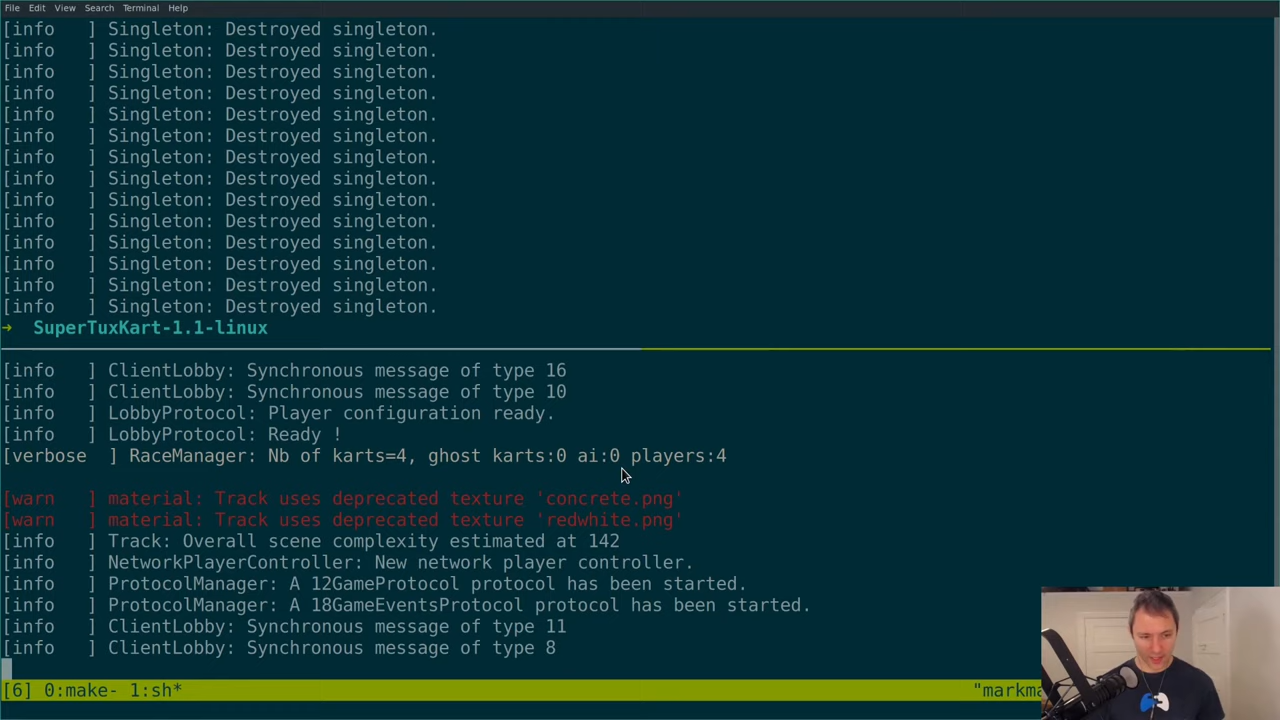 File Edit View Search Terminal Help
[info   ] Singleton: Destroyed singleton.
[info   ] Singleton: Destroyed singleton.
[info   ] Singleton: Destroyed singleton.
[info   ] Singleton: Destroyed singleton.
[info   ] Singleton: Destroyed singleton.
[info   ] Singleton: Destroyed singleton.
[info   ] Singleton: Destroyed singleton.
[info   ] Singleton: Destroyed singleton.
[info   ] Singleton: Destroyed singleton.
[info   ] Singleton: Destroyed singleton.
[info   ] Singleton: Destroyed singleton.
[info   ] Singleton: Destroyed singleton.
[info   ] Singleton: Destroyed singleton.
[info   ] Singleton: Destroyed singleton.
→  SuperTuxKart-1.1-linux
[info   ] ClientLobby: Synchronous message of type 16
[info   ] ClientLobby: Synchronous message of type 10
[info   ] LobbyProtocol: Player configuration ready.
[info   ] LobbyProtocol: Ready !
[verbose  ] RaceManager: Nb of karts=4, ghost karts:0 ai:0 players:4
[warn   ] material: Track uses deprecated texture 'concrete.png'
[warn   ] material: Track uses deprecated texture 'redwhite.png'
[info   ] Track: Overall scene complexity estimated at 142
[info   ] NetworkPlayerController: New network player controller.
[info   ] ProtocolManager: A 12GameProtocol protocol has been started.
[info   ] ProtocolManager: A 18GameEventsProtocol protocol has been started.
[info   ] ClientLobby: Synchronous message of type 11
[info   ] ClientLobby: Synchronous message of type 8
[6] 0:make- 1:sh* "markma